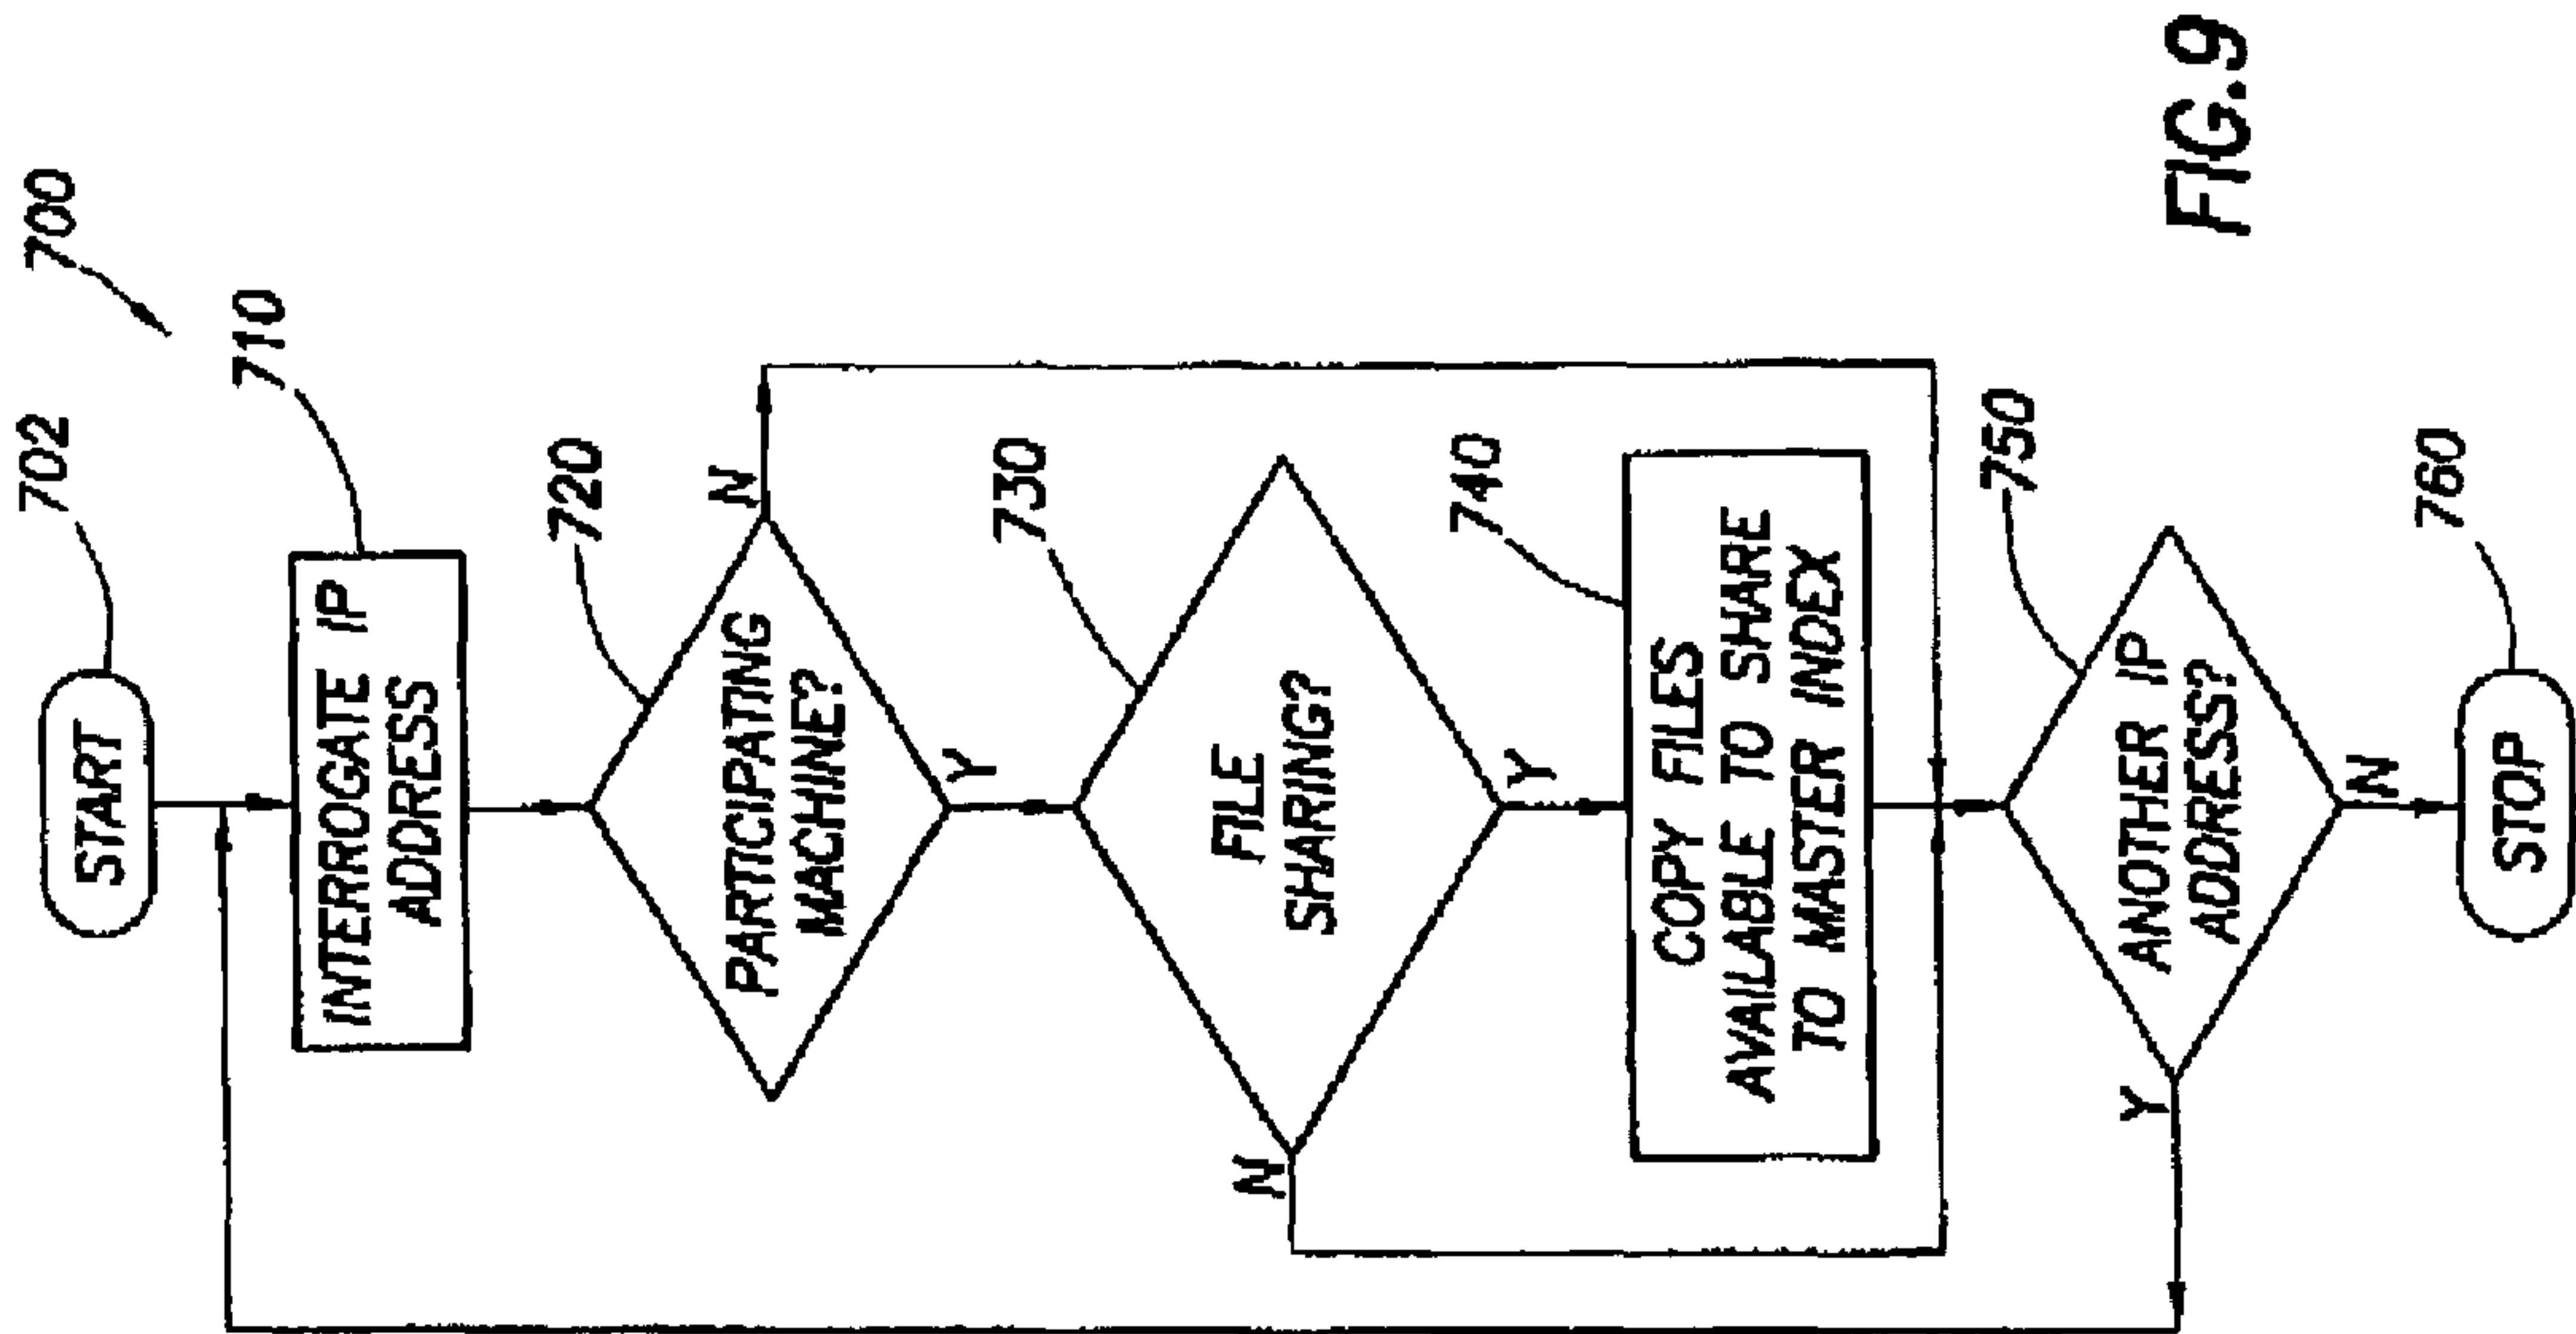 700
702
START
710
INTERROGATE IP
ADDRESS
720
PARTICIPATING
MACHINE?
N
Y
730
FILE
SHARING?
N
Y
740
COPY FILES
AVAILABLE TO SHARE
TO MASTER INDEX
750
ANOTHER IP
ADDRESS?
Y
N
760
STOP
FIG.9